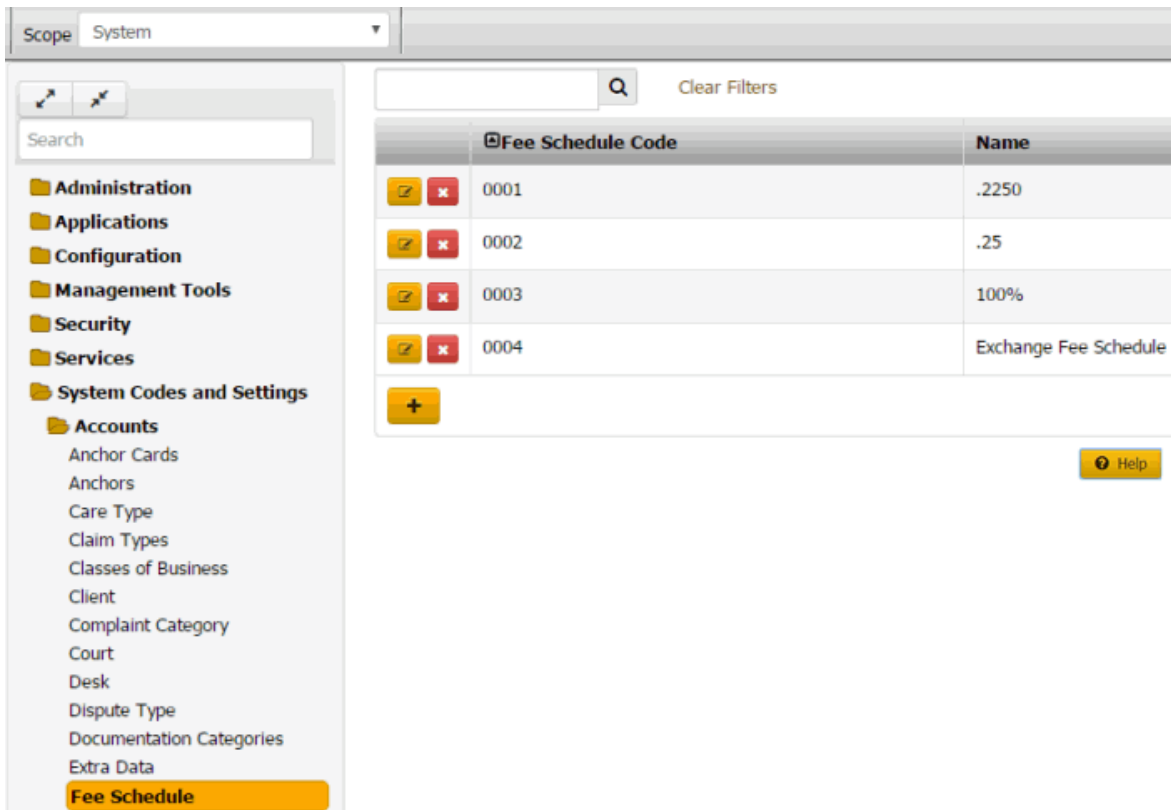 Scope System
Clear Filters
Search
Fee Schedule Code Name
0001 .2250
0002 .25
0003 100%
0004 Exchange Fee Schedule
Help
Administration
Applications
Configuration
Management Tools
Security
Services
System Codes and Settings
Accounts
Anchor Cards
Anchors
Care Type
Claim Types
Classes of Business
Client
Complaint Category
Court
Desk
Dispute Type
Documentation Categories
Extra Data
Fee Schedule